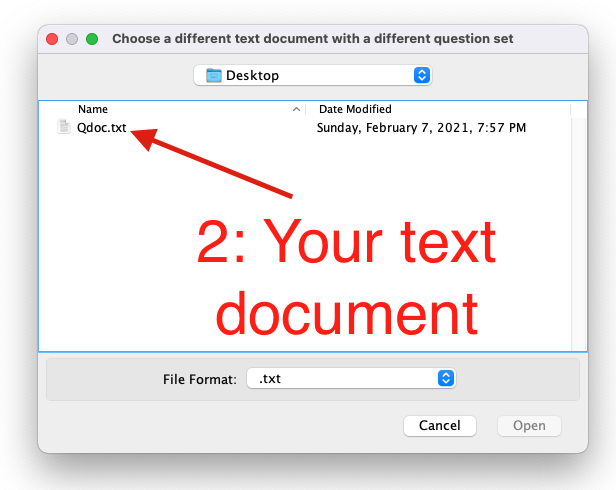 Choose a different text document with a different question set
Desktop
Name Date Modified
Qdoc.txt Sunday, February 7, 2021, 7:57 PM
2: Your text
document
File Format: .txt
Cancel Open